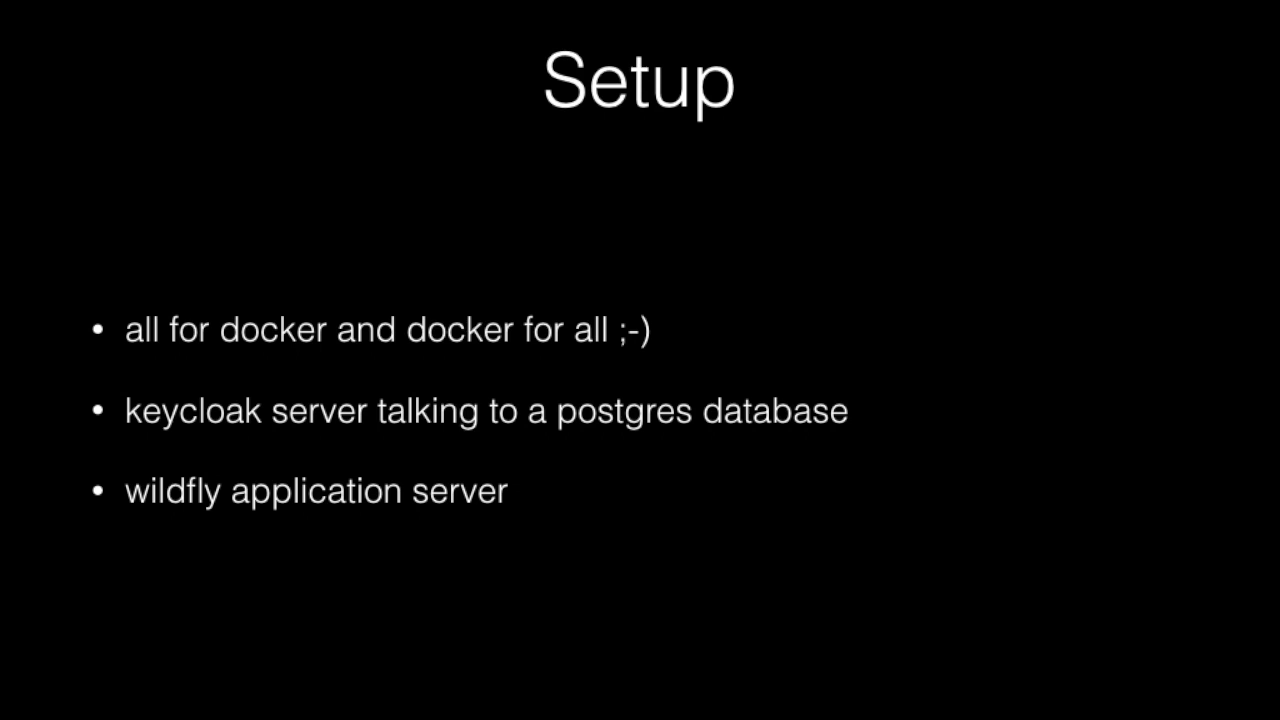 Setup
• all for docker and docker for all ;-)
• keycloak server talking to a postgres database
• wildfly application server